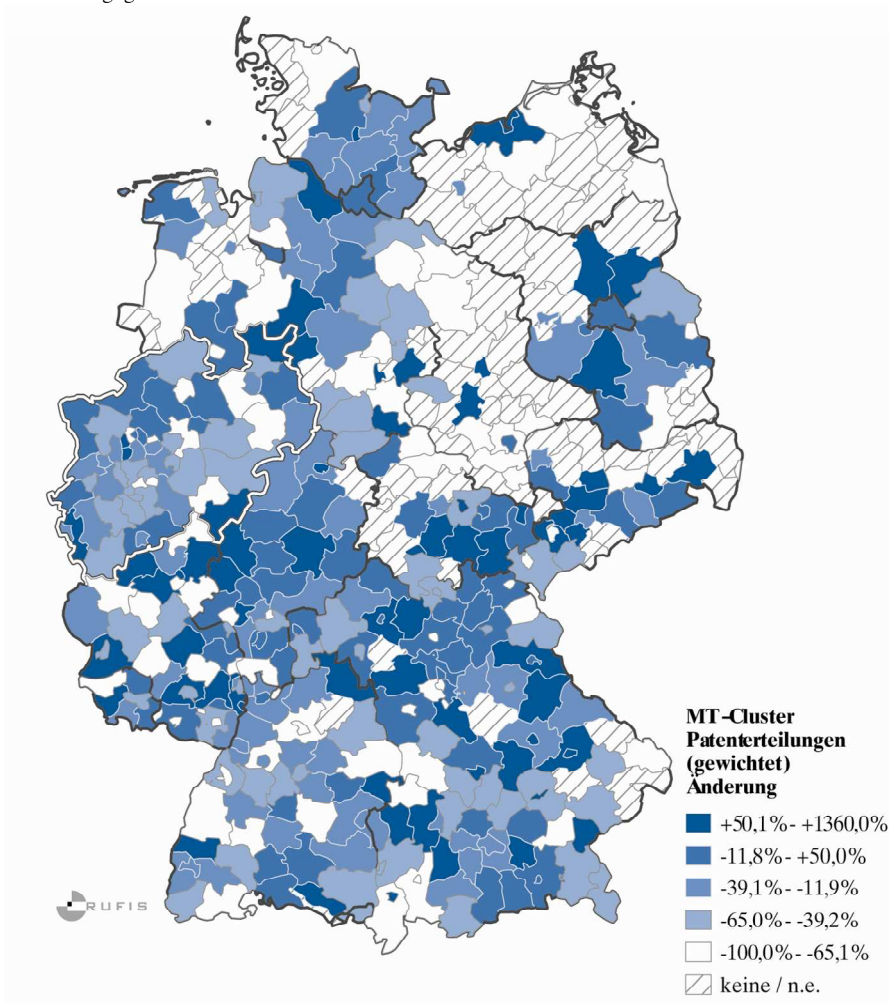 MT-Cluster
Patenterteilungen
(gewichtet)
Änderung
+50,1% - +1360,0%
-11,8% - +50,0%
-39,1% - -11,9%
-65,0% - -39,2%
-100,0% - -65,1%
keine / n.e.
RUFIS